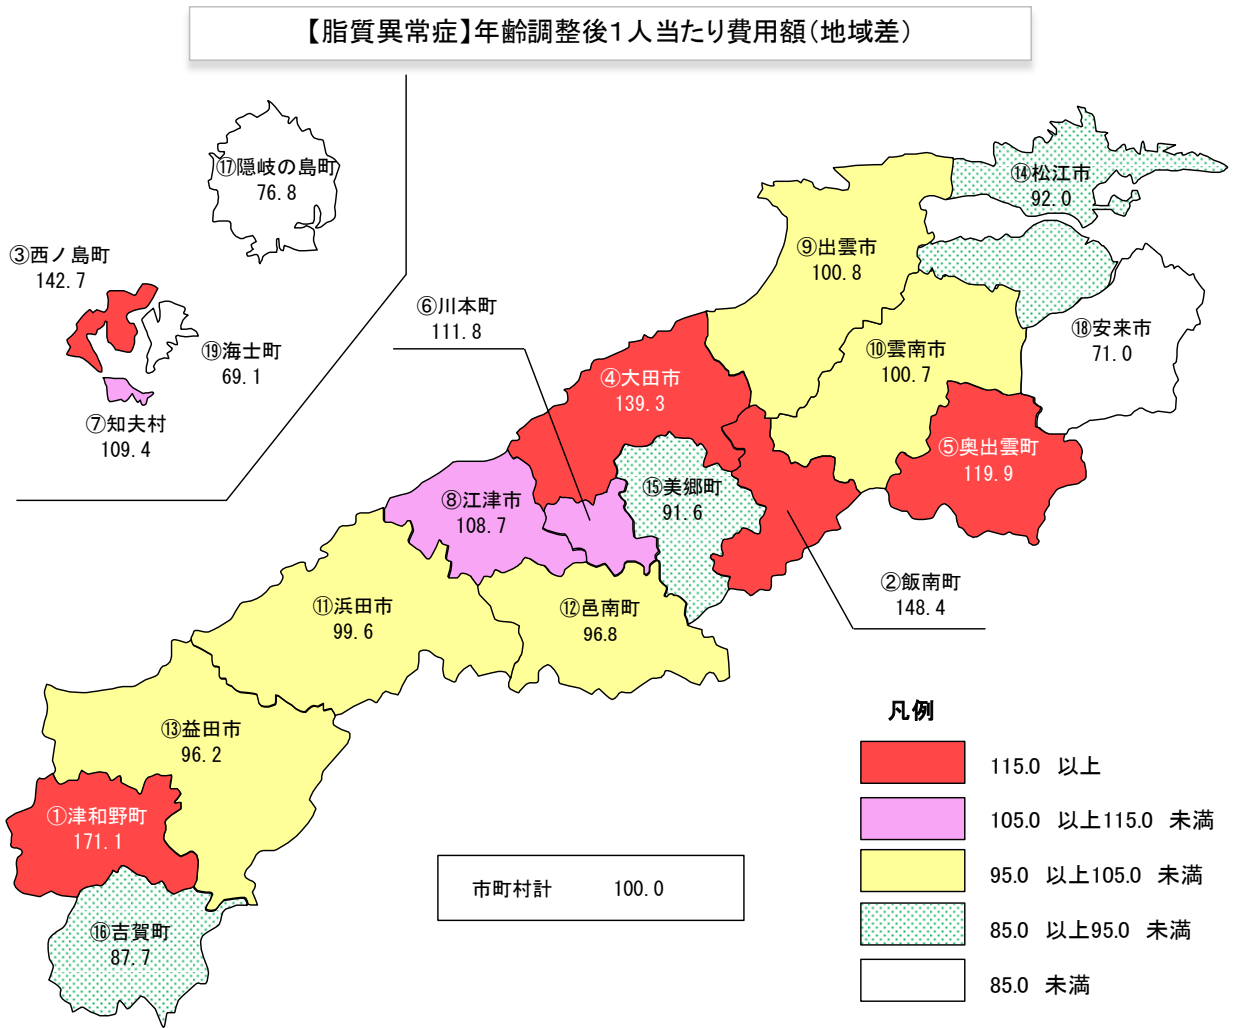 【脂質異常症】年齢調整後1人当たり費用額（地域差）
⑰隠岐の島町
76.8
③西ノ島町
142.7
⑲海士町
69.1
⑦知夫村
109.4
⑭松江市
92.0
⑨出雲市
100.8
⑥川本町
111.8
⑱安来市
71.0
⑩雲南市
100.7
④大田市
139.3
⑤奥出雲町
119.9
⑮美郷町
91.6
⑧江津市
108.7
②飯南町
148.4
⑪浜田市
99.6
⑫邑南町
96.8
⑬益田市
96.2
①津和野町
171.1
⑯吉賀町
87.7
市町村計 100.0
凡例
115.0 以上
105.0 以上115.0 未満
95.0 以上105.0 未満
85.0 以上95.0 未満
85.0 未満